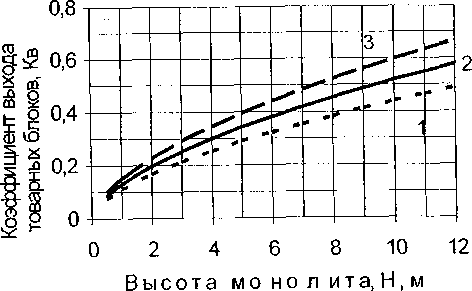 Коэффициент выхода
товарных блоков, Кв
0,8
0,6
0,4
0,2
0
3
2
1
0 2 4 6 8 10 12
Высота монолита, Н, м